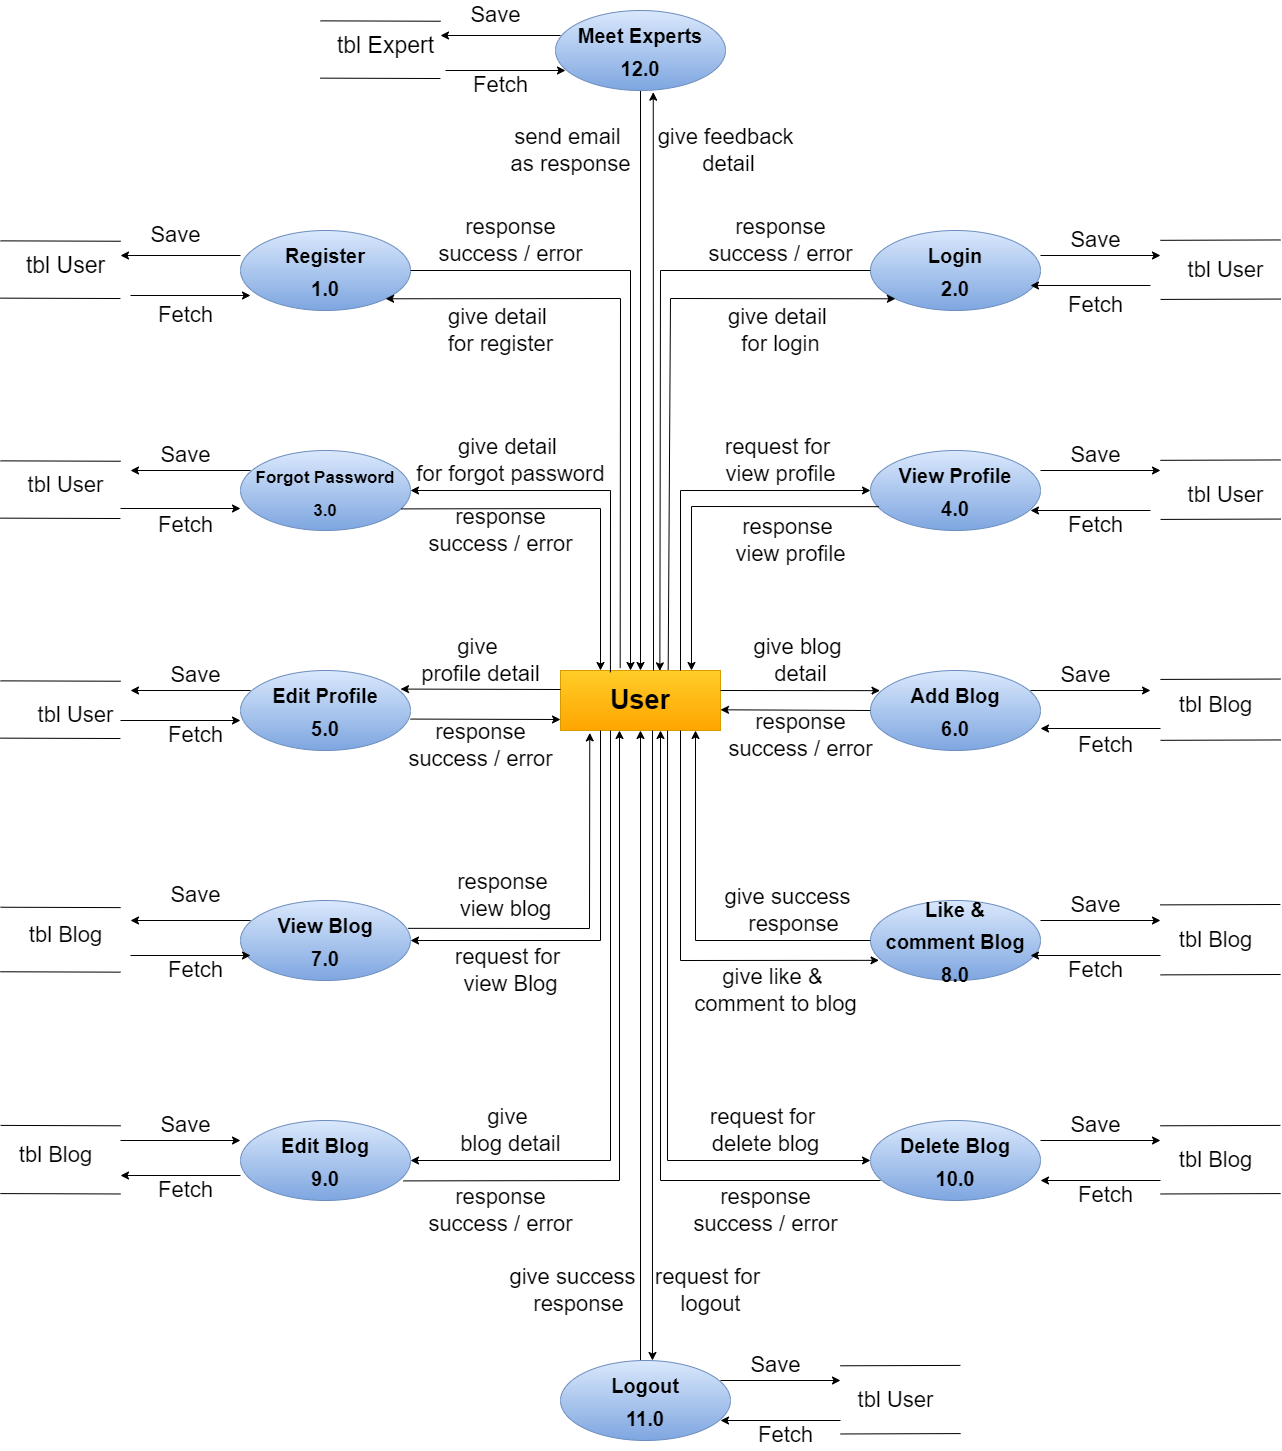 Save
tbl Expert
Fetch
Meet Experts
12.0
send email
as response
give feedback
detail
Save
tbl User
Fetch
Register
1.0
response
success / error
give detail
for register
response
success / error
give detail
for login
Login
2.0
Save
tbl User
Fetch
Save
tbl User
Fetch
Forgot Password
3.0
give detail
for forgot password
response
success / error
request for
view profile
response
view profile
View Profile
4.0
Save
tbl User
Fetch
Save
tbl User
Fetch
Edit Profile
5.0
give
profile detail
response
success / error
User
give blog
detail
response
success / error
Add Blog
6.0
Save
tbl Blog
Fetch
Save
tbl Blog
Fetch
View Blog
7.0
response
view blog
request for
view Blog
give success
response
give like &
comment to blog
Like &
comment Blog
8.0
Save
tbl Blog
Fetch
Save
tbl Blog
Fetch
Edit Blog
9.0
give
blog detail
response
success / error
request for
delete blog
response
success / error
Delete Blog
10.0
Save
tbl Blog
Fetch
give success
response
request for
logout
Logout
11.0
Save
tbl User
Fetch